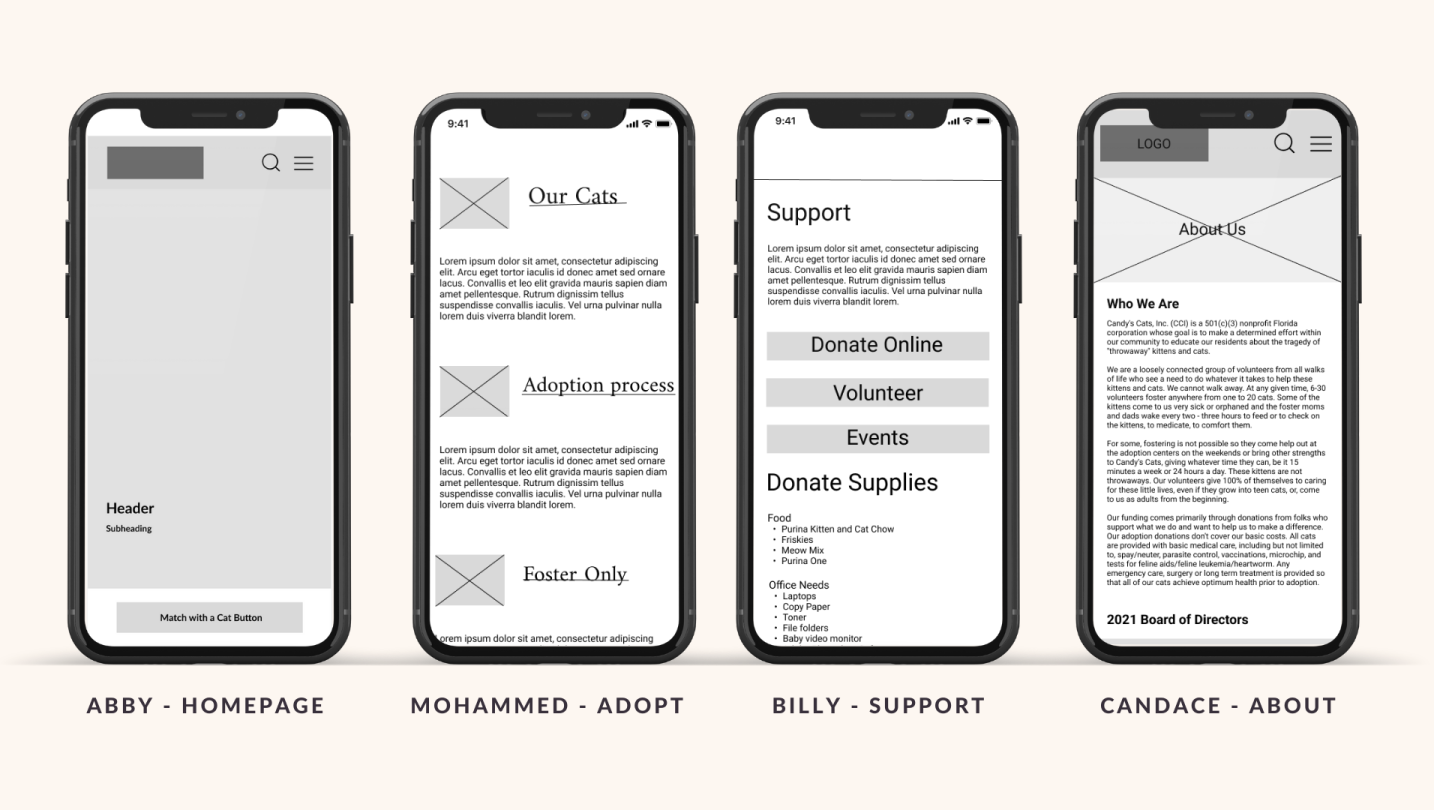 Header
Subheading
Match with a Cat Button
ABBY - HOMEPAGE
9:41
Our Cats
Lorem ipsum dolor sit amet, consectetur adipiscing
elit. Arcu eget tortor iaculis id donec amet sed ornare
lacus. Convallis et leo elit gravida mauris sapien diam
amet pellentesque. Rutrum dignissim tellus
suspendisse convallis iaculis. Vel urna pulvinar nulla
lorem duis viverra blandit lorem.
Adoption process
Lorem ipsum dolor sit amet, consectetur adipiscing
elit. Arcu eget tortor iaculis id donec amet sed ornare
lacus. Convallis et leo elit gravida mauris sapien diam
amet pellentesque. Rutrum dignissim tellus
suspendisse convallis iaculis. Vel urna pulvinar nulla
lorem duis viverra blandit lorem.
Foster Only
Lorem ipsum dolor sit amet, consectetur adipiscing
MOHAMMED - ADOPT
9:41
Support
Lorem ipsum dolor sit amet, consectetur adipiscing
elit. Arcu eget tortor iaculis id donec amet sed ornare
lacus. Convallis et leo elit gravida mauris sapien diam
amet pellentesque. Rutrum dignissim tellus
suspendisse convallis iaculis. Vel urna pulvinar nulla
lorem duis viverra blandit lorem.
Donate Online
Volunteer
Events
Donate Supplies
Food
• Purina Kitten and Cat Chow
• Friskies
• Meow Mix
• Purina One
Office Needs
• Laptops
• Copy Paper
• Toner
• File folders
• Baby video monitor
BILLY - SUPPORT
LOGO
About Us
Who We Are
Candy's Cats, Inc. (CCI) is a 501(c)(3) nonprofit Florida
corporation whose goal is to make a determined effort within
our community to educate our residents about the tragedy of
"throwaway" kittens and cats.
We are a loosely connected group of volunteers from all walks
of life who see a need to do whatever it takes to help these
kittens and cats. We cannot walk away. At any given time, 6-30
volunteers foster anywhere from one to 20 cats. Some of the
kittens come to us very sick or orphaned and the foster moms
and dads wake every two - three hours to feed or to check on
the kittens, to medicate, to comfort them.
For some, fostering is not possible so they come help out at
the adoption centers on the weekends or bring other strengths
to Candy's Cats, giving whatever time they can, be it 15
minutes a week or 24 hours a day. These kittens are not
throwaways. Our volunteers give 100% of themselves to caring
for these little lives, even if they grow into teen cats, or, come
to us as adults from the beginning.
Our funding comes primarily through donations from folks who
support what we do and want to help us to make a difference.
Our adoption donations don't cover our basic costs. All cats
are provided with basic medical care, including but not limited
to, spay/neuter, parasite control, vaccinations, microchip, and
tests for feline aids/feline leukemia/heartworm. Any
emergency care, surgery or long term treatment is provided so
that all of our cats achieve optimum health prior to adoption.
2021 Board of Directors
CANDACE - ABOUT